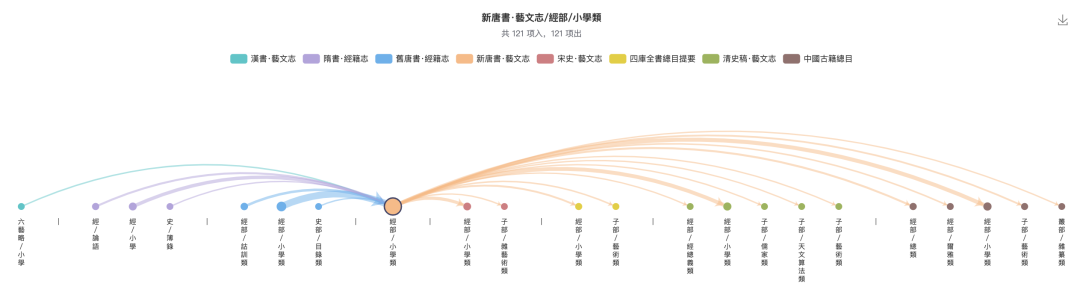 新唐書·藝文志/經部/小學類
共 121 项入，121 项出
漢書·藝文志 隋書·經籍志 舊唐書·經籍志 新唐書·藝文志 宋史·藝文志 四庫全書總目提要 清史稿·藝文志 中國古籍總目
六藝略/小學
|
經/論語
經/小學
史/簿錄
|
經部/詁訓類
經部/小學類
史部/目錄類
|
經部/小學類
|
經部/小學類
子部/雜藝術類
|
經部/小學類
子部/藝術類
|
經部/經總義類
經部/小學類
子部/儒家類
子部/天文算法類
子部/藝術類
|
經部/總類
經部/爾雅類
經部/小學類
子部/藝術類
叢部/雜纂類